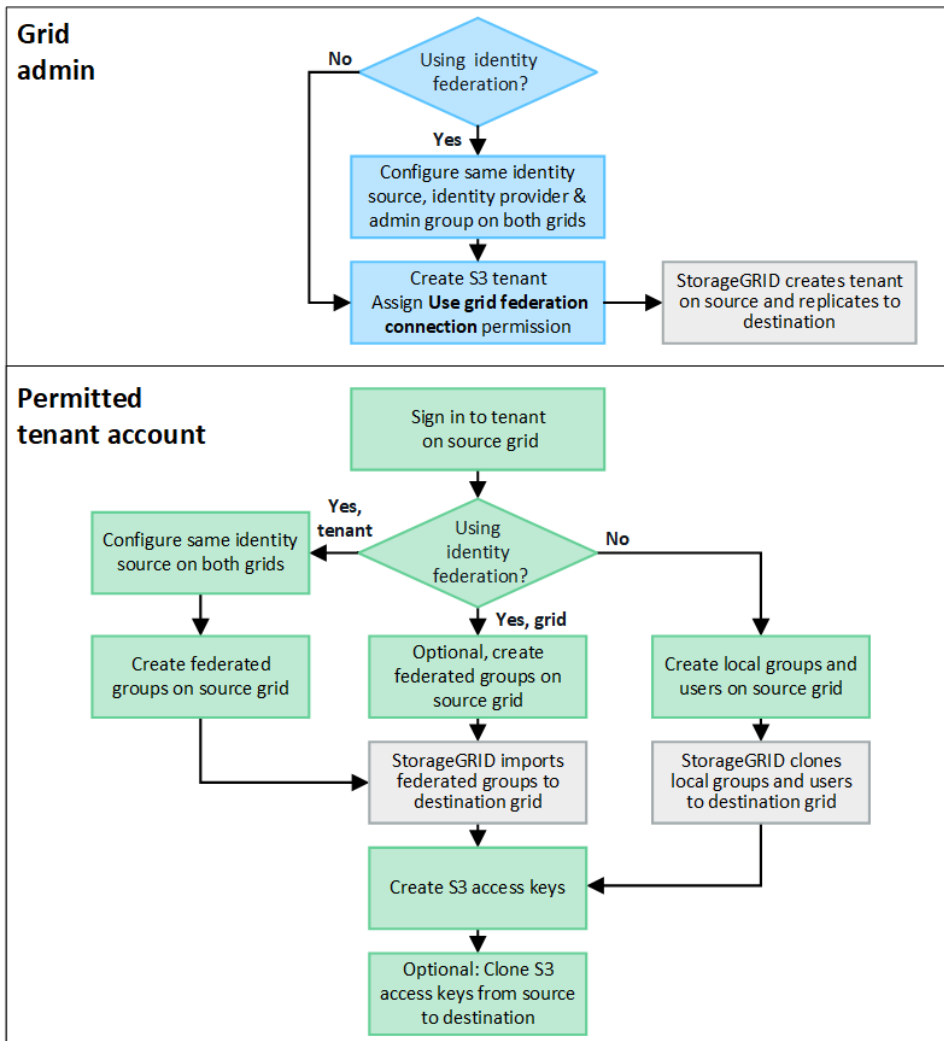 Grid
admin
No
Using identity
federation?
Yes
Configure same identity
source, identity provider &
admin group on both grids
Create S3 tenant
Assign Use grid federation
connection permission
StorageGRID creates tenant
on source and replicates to
destination
Permitted
tenant account
Sign in to tenant
on source grid
Yes,
tenant
Using
identity
federation?
No
Configure same identity
source on both grids
Yes, grid
Create federated
groups on source grid
Optional, create
federated groups on
source grid
Create local groups and
users on source grid
StorageGRID imports
federated groups to
destination grid
StorageGRID clones
local groups and users
to destination grid
Create S3 access keys
Optional: Clone S3
access keys from source
to destination